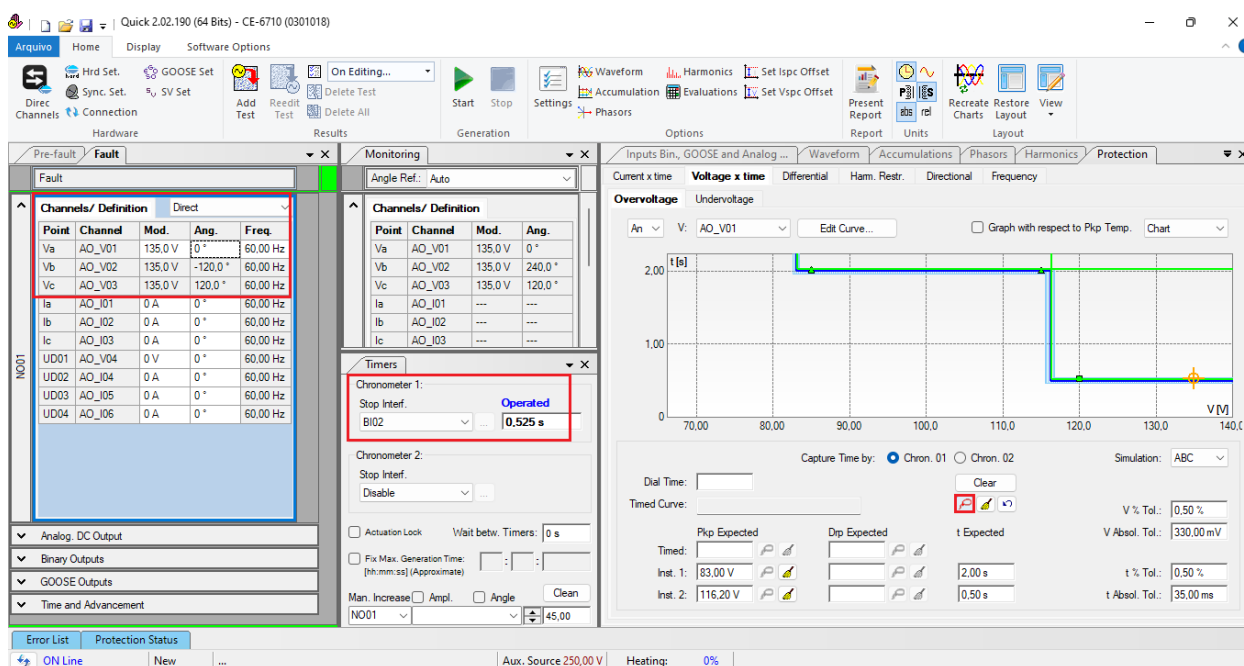 Quick 2.02.190 (64 Bits) - CE-6710 (0301018)
Arquivo Home Display Software Options
Direc Channels
Hrd Set.
Sync. Set.
Connection
GOOSE Set
SV Set
Hardware
Add Test
Reedit Test
On Editing...
Delete Test
Delete All
Results
Start Stop
Generation
Settings
Waveform
Accumulation
Phasors
Harmonics
Evaluations
Set Ispc Offset
Set Vspc Offset
Options
Present Report
Report
abs rel
Units
Recreate Charts
Restore Layout
View
Layout
Pre-fault Fault
Fault
Channels/ Definition Direct
Point Channel Mod. Ang. Freq.
Va AO_V01 135,0 V 0 ° 60,00 Hz
Vb AO_V02 135,0 V -120,0 ° 60,00 Hz
Vc AO_V03 135,0 V 120,0 ° 60,00 Hz
Ia AO_I01 0 A 0 ° 60,00 Hz
Ib AO_I02 0 A 0 ° 60,00 Hz
Ic AO_I03 0 A 0 ° 60,00 Hz
UD01 AO_V04 0 V 0 ° 60,00 Hz
UD02 AO_I04 0 A 0 ° 60,00 Hz
UD03 AO_I05 0 A 0 ° 60,00 Hz
UD04 AO_I06 0 A 0 ° 60,00 Hz
NO01
Analog. DC Output
Binary Outputs
GOOSE Outputs
Time and Advancement
Monitoring
Angle Ref.: Auto
Channels/ Definition
Point Channel Mod. Ang.
Va AO_V01 135,0 V 0 °
Vb AO_V02 135,0 V 240,0 °
Vc AO_V03 135,0 V 120,0 °
Ia AO_I01 --- ---
Ib AO_I02 --- ---
Ic AO_I03 --- ---
Timers
Chronometer 1:
Stop Interf. Operated
BI02 ... 0,525 s
Chronometer 2:
Stop Interf.
Disable ...
Actuation Lock Wait betw. Timers: 0 s
Fix Max. Generation Time:
[hh:mm:ss] (Approximate) : :
Man. Increase Ampl. Angle Clean
NO01 45,00
Inputs Bin., GOOSE and Analog ... Waveform Accumulations Phasors Harmonics Protection
Current x time Voltage x time Differential Harm. Restr. Directional Frequency
Overvoltage Undervoltage
An V: AO_V01 Edit Curve... Graph with respect to Pkp Temp. Chart
t [s]
2,00
1,00
0
V [V]
70,00 80,00 90,00 100,0 110,0 120,0 130,0 140,0
Capture Time by: Chron. 01 Chron. 02 Simulation: ABC
Dial Time: Clear
Timed Curve: V % Tol.: 0,50 %
Pkp Expected Drp Expected t Expected V Absol. Tol.: 330,00 mV
Timed:
Inst. 1: 83,00 V 2,00 s t % Tol.: 0,50 %
Inst. 2: 116,20 V 0,50 s t Absol. Tol.: 35,00 ms
Error List Protection Status
ON Line New ... Aux. Source 250,00 V Heating: 0%